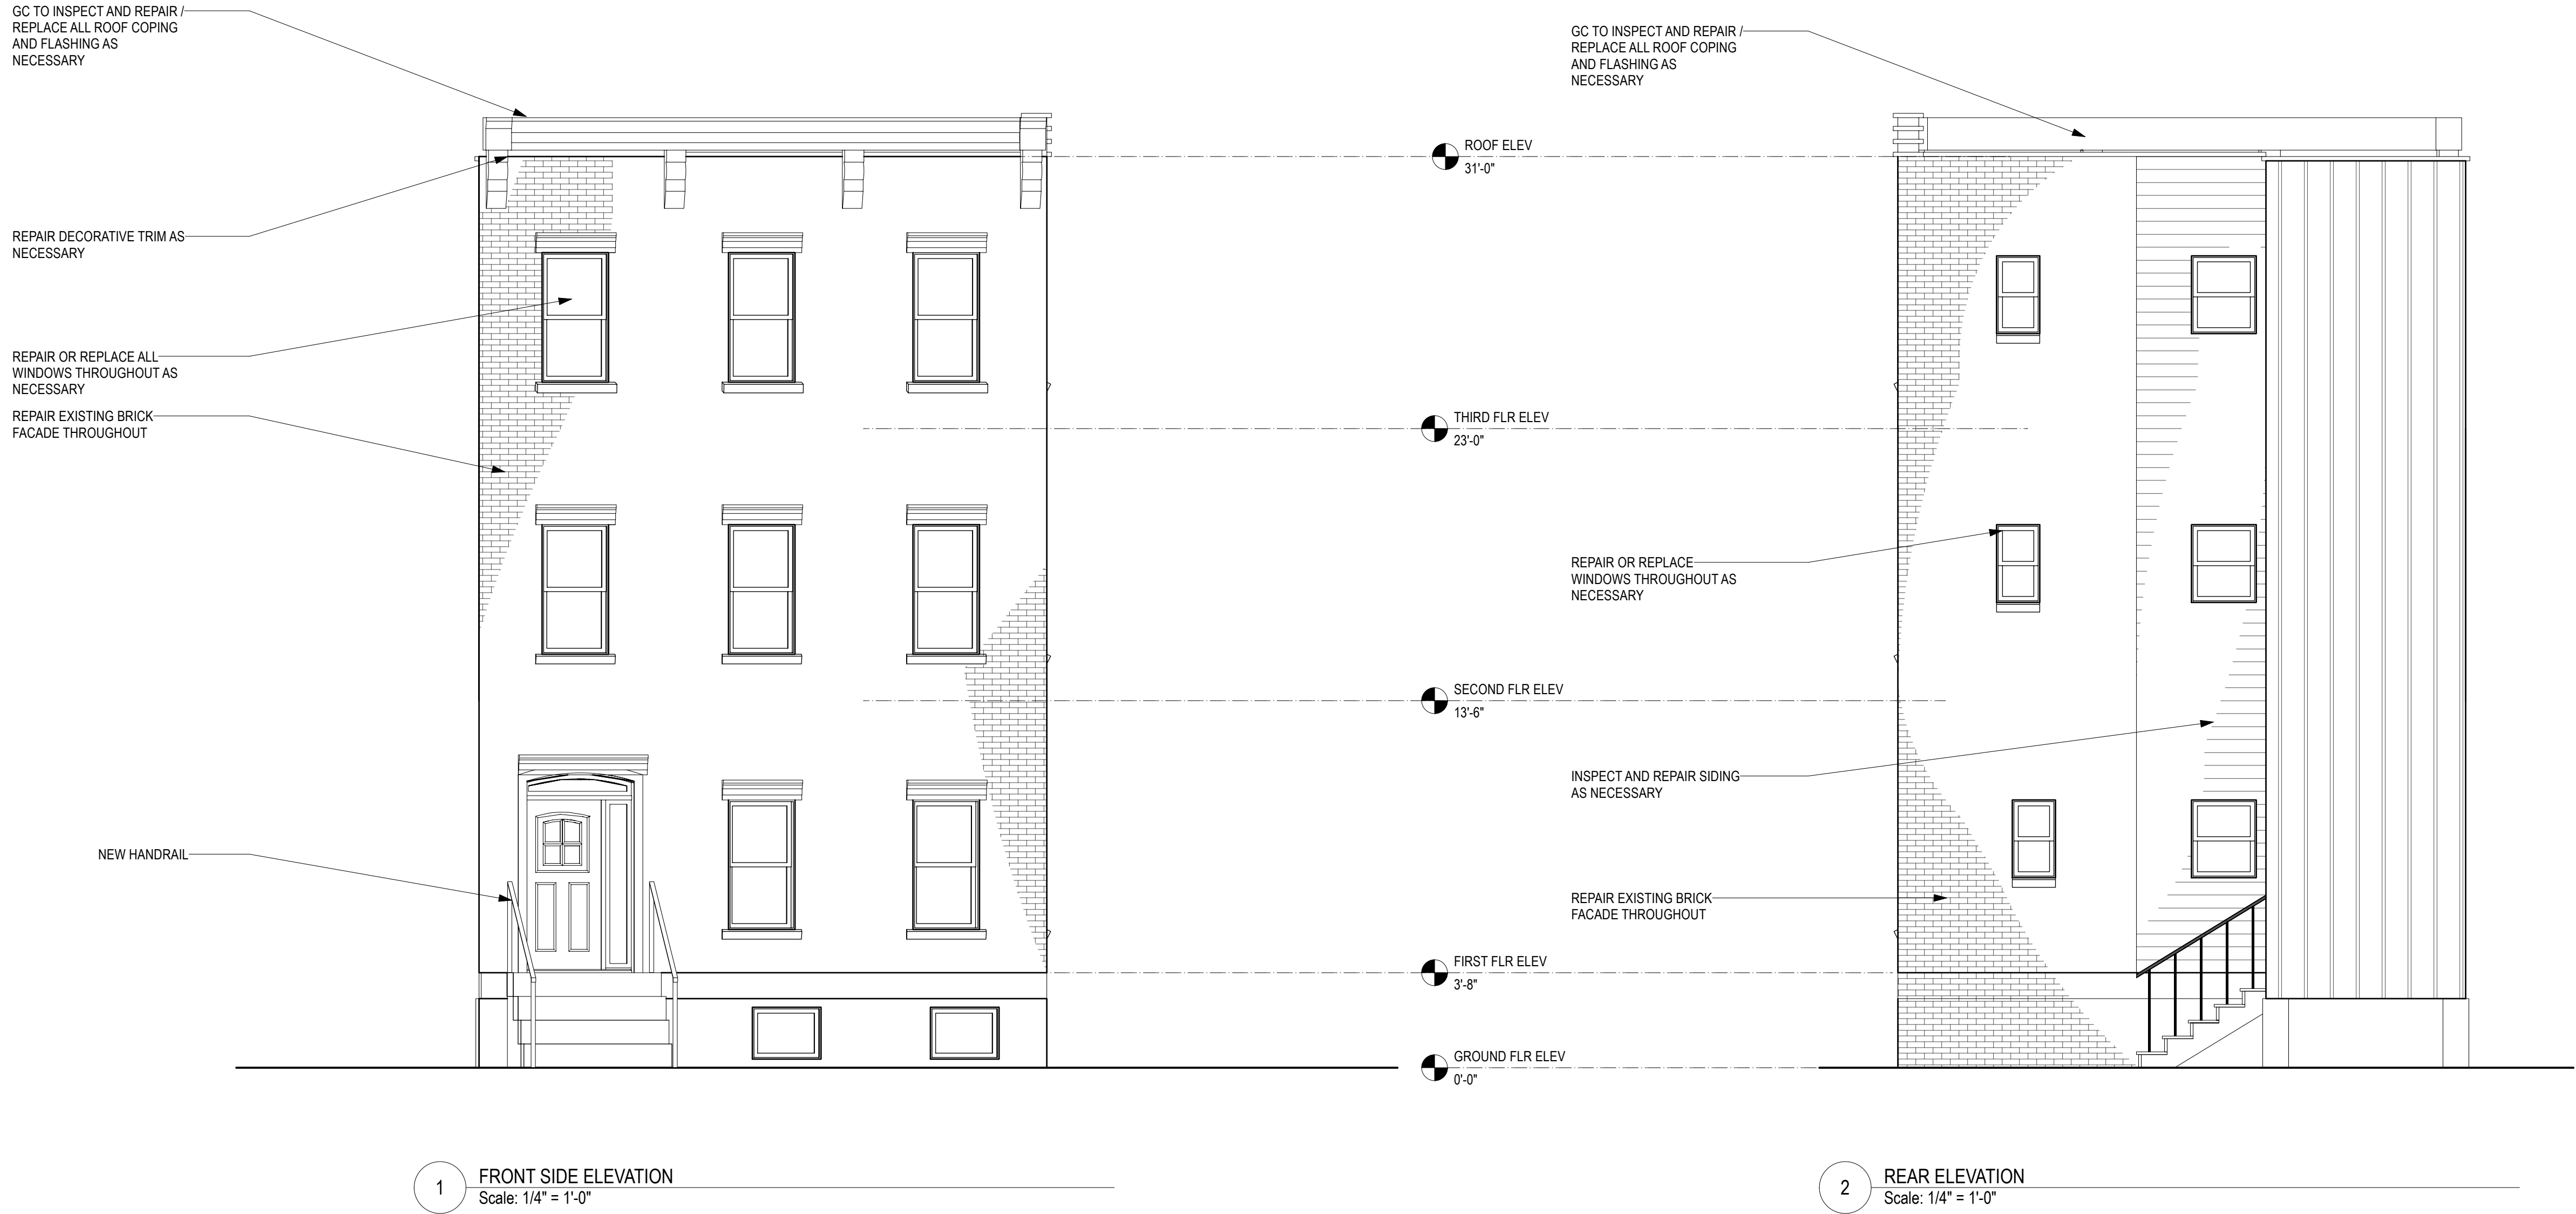 GC TO INSPECT AND REPAIR /
REPLACE ALL ROOF COPING
AND FLASHING AS
NECESSARY
REPAIR DECORATIVE TRIM AS
NECESSARY
REPAIR OR REPLACE ALL
WINDOWS THROUGHOUT AS
NECESSARY
REPAIR EXISTING BRICK
FACADE THROUGHOUT
NEW HANDRAIL
ROOF ELEV
31'-0"
THIRD FLR ELEV
23'-0"
SECOND FLR ELEV
13'-6"
FIRST FLR ELEV
3'-8"
GROUND FLR ELEV
0'-0"
GC TO INSPECT AND REPAIR /
REPLACE ALL ROOF COPING
AND FLASHING AS
NECESSARY
REPAIR OR REPLACE
WINDOWS THROUGHOUT AS
NECESSARY
INSPECT AND REPAIR SIDING
AS NECESSARY
REPAIR EXISTING BRICK
FACADE THROUGHOUT
1
FRONT SIDE ELEVATION
Scale: 1/4" = 1'-0"
2
REAR ELEVATION
Scale: 1/4" = 1'-0"